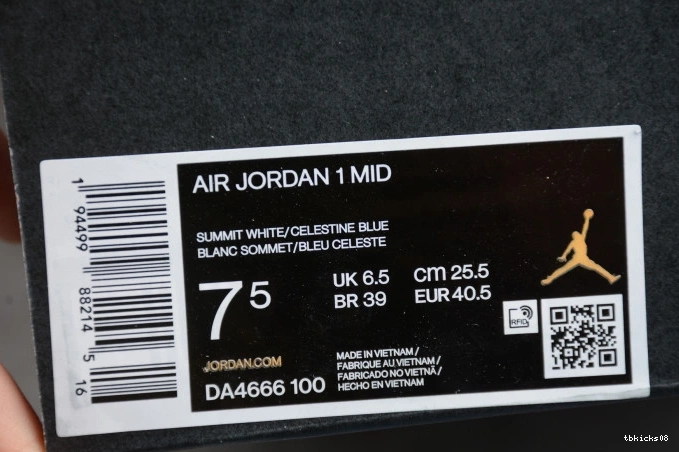 AIR JORDAN 1 MID
SUMMIT WHITE/CELESTINE BLUE
BLANC SOMMET/BLEU CELESTE
7 5
UK 6.5 cm 25.5
BR 39 EUR 40.5
RFID
JORDAN.COM
DA4666 100
MADE IN VIETNAM /
FABRIQUE AU VIETNAM /
FABRICADO NO VIETNÃ /
HECHO EN VIETNAM
1 94499 88214 5 16
tbkicks08